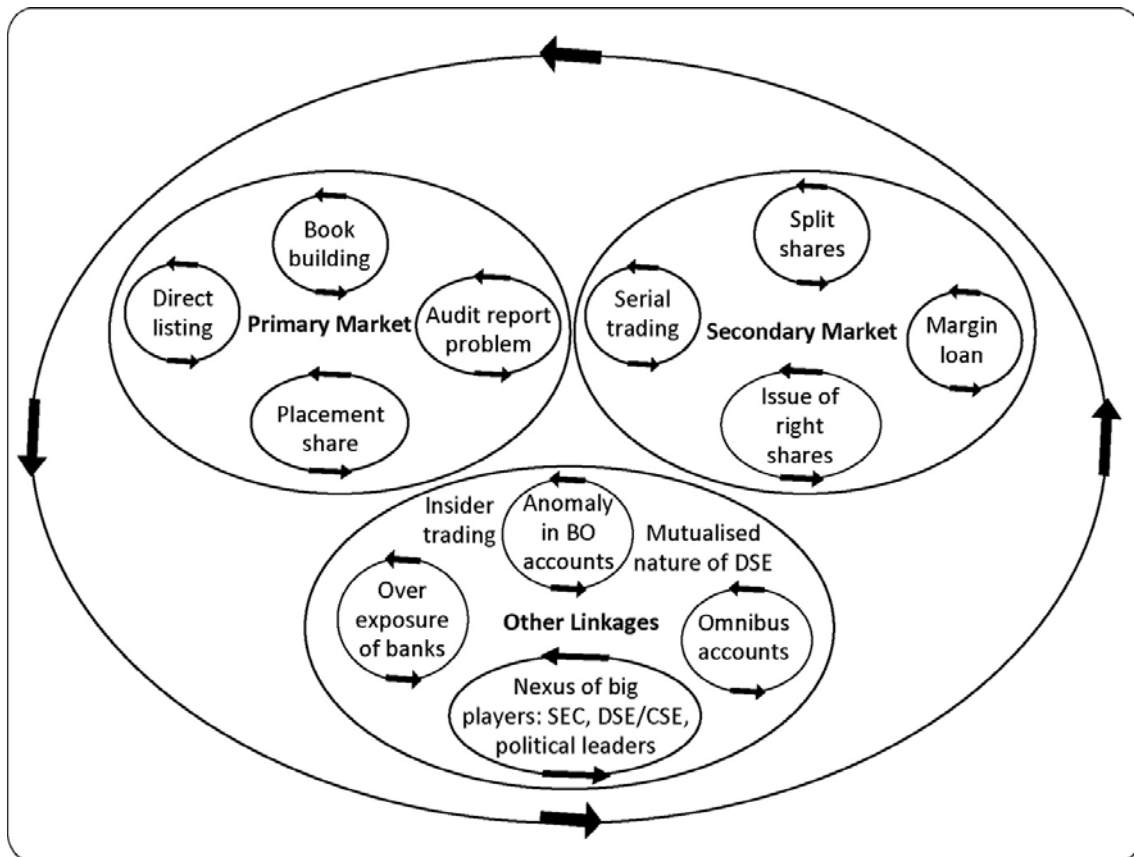 Book
building
Direct
listing
Primary Market
Audit report
problem
Placement
share
Split
shares
Serial
trading
Secondary Market
Margin
loan
Issue of
right
shares
Insider
trading
Anomaly
in BO
accounts
Mutualised
nature of DSE
Over
exposure
of banks
Other Linkages
Omnibus
accounts
Nexus of big
players: SEC, DSE/CSE,
political leaders